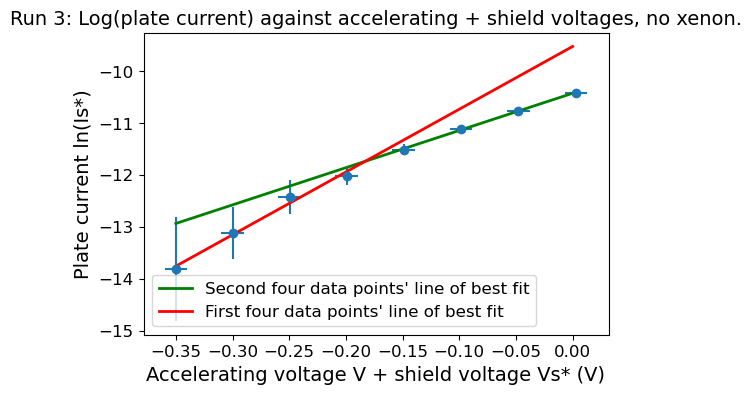 Run 3: Log(plate current) against accelerating + shield voltages, no xenon.
Plate current ln(Is*)
−10
−11
−12
−13
−14
−15
Second four data points' line of best fit
First four data points' line of best fit
−0.35 −0.30 −0.25 −0.20 −0.15 −0.10 −0.05 0.00
Accelerating voltage V + shield voltage Vs* (V)